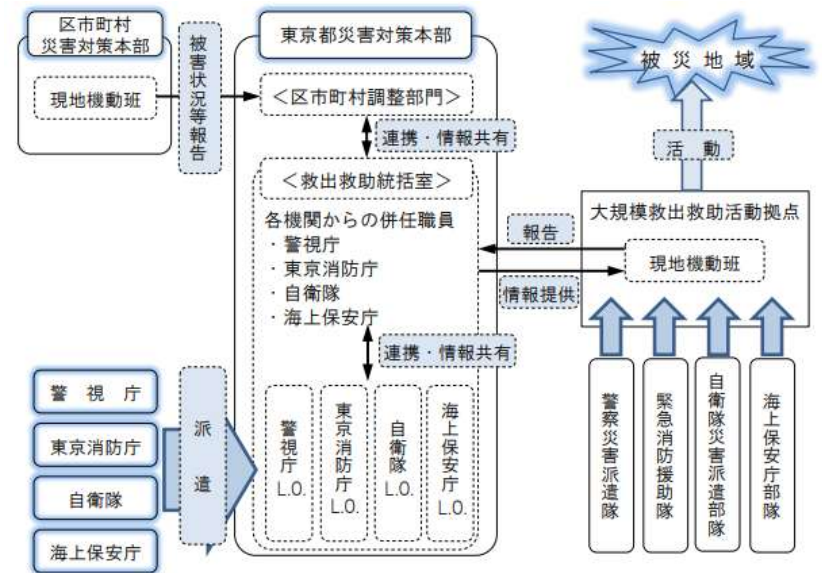 区市町村
災害対策本部
現地機動班
被害状況等報告
東京都災害対策本部
＜区市町村調整部門＞
連携・情報共有
＜救出救助統括室＞
各機関からの併任職員
・警視庁
・東京消防庁
・自衛隊
・海上保安庁
連携・情報共有
警視庁 L.O.
東京消防庁 L.O.
自衛隊 L.O.
海上保安庁 L.O.
警視庁
東京消防庁
自衛隊
海上保安庁
派遣
報告
情報提供
被災地域
活動
大規模救出救助活動拠点
現地機動班
警察災害派遣隊
緊急消防援助隊
自衛隊災害派遣部隊
海上保安庁部隊